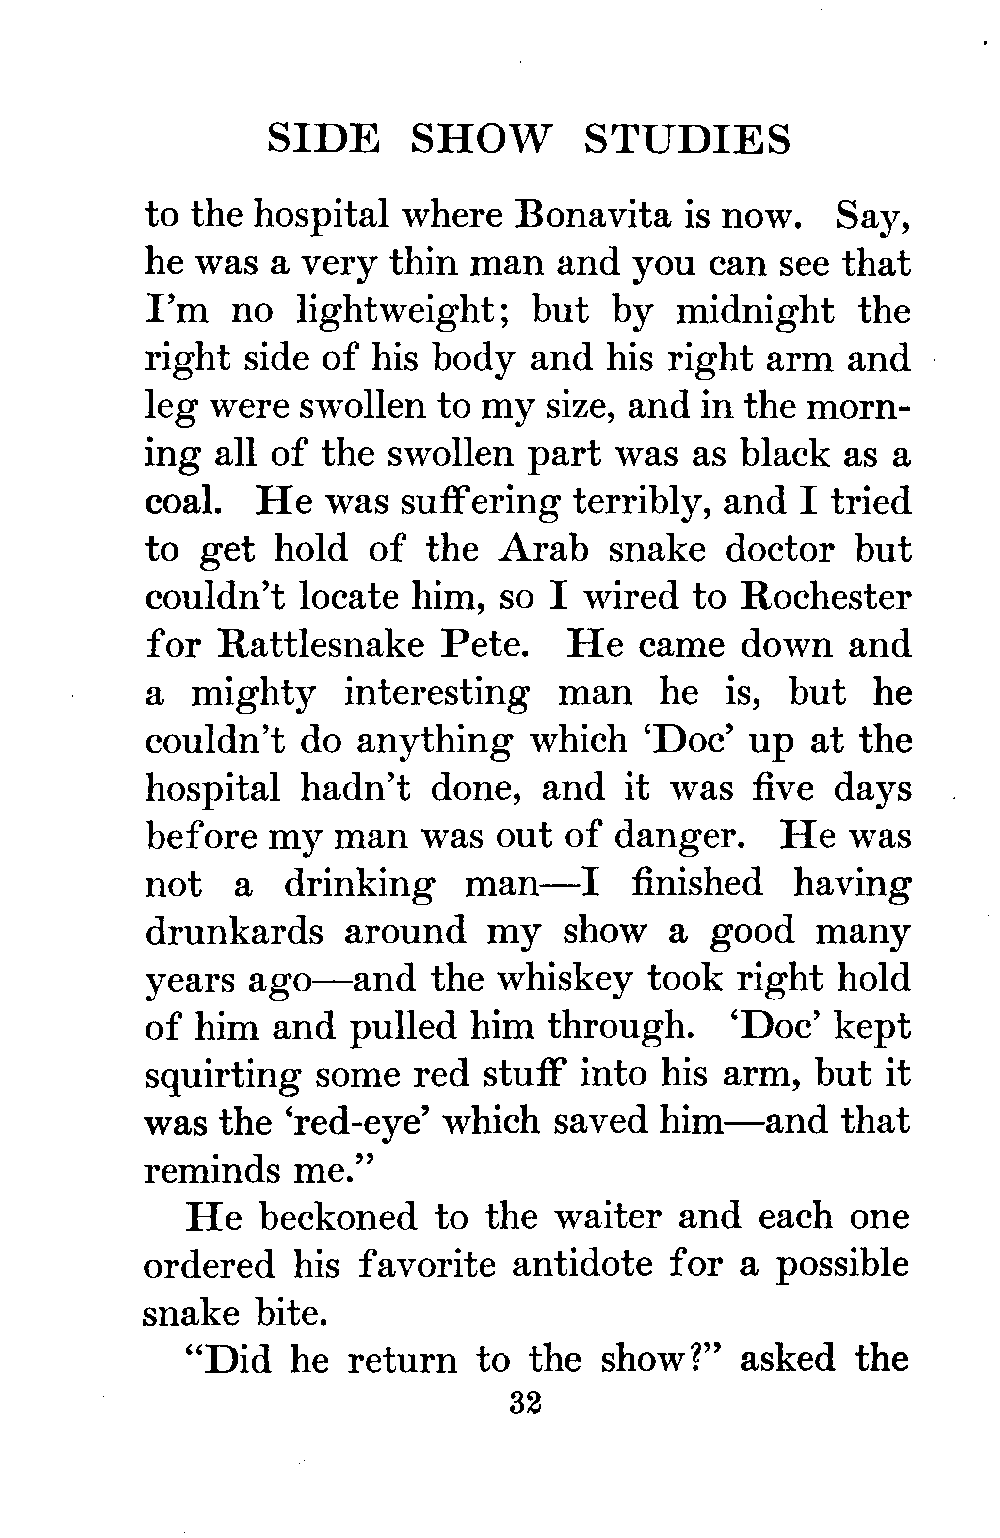 SIDE SHOW STUDIES
to the hospital where Bonavita is now. Say,
he was a very thin man and you can see that
I'm no lightweight; but by midnight the
right side of his body and his right arm and
leg were swollen to my size, and in the morn-
ing all of the swollen part was as black as a
coal. He was suffering terribly, and I tried
to get hold of the Arab snake doctor but
couldn't locate him, so I wired to Rochester
for Rattlesnake Pete. He came down and
a mighty interesting man he is, but he
couldn't do anything which 'Doc' up at the
hospital hadn't done, and it was five days
before my man was out of danger. He was
not a drinking man—I finished having
drunkards around my show a good many
years ago—and the whiskey took right hold
of him and pulled him through. 'Doc' kept
squirting some red stuff into his arm, but it
was the 'red-eye' which saved him—and that
reminds me."
He beckoned to the waiter and each one
ordered his favorite antidote for a possible
snake bite.
"Did he return to the show?" asked the
32